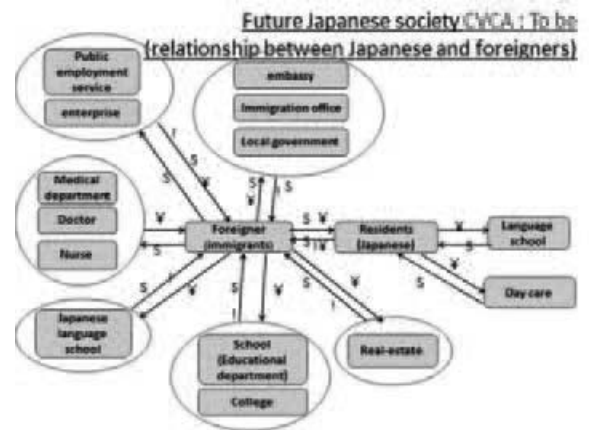 Future Japanese society CVCA : To be
(relationship between Japanese and foreigners)
Public
employment
service
enterprise
embassy
Immigration office
Local government
Medical
department
Doctor
Nurse
Foreigner
(immigrants)
Residents
(Japanese)
Language
school
Day care
Japanese
language
school
School
(Educational
department)
College
Real-estate
!
$
$
¥
$
¥
!
$
¥
$
$
¥
$
!
¥
¥
$
¥
$
$
!
¥
$
!
¥
¥
$
!